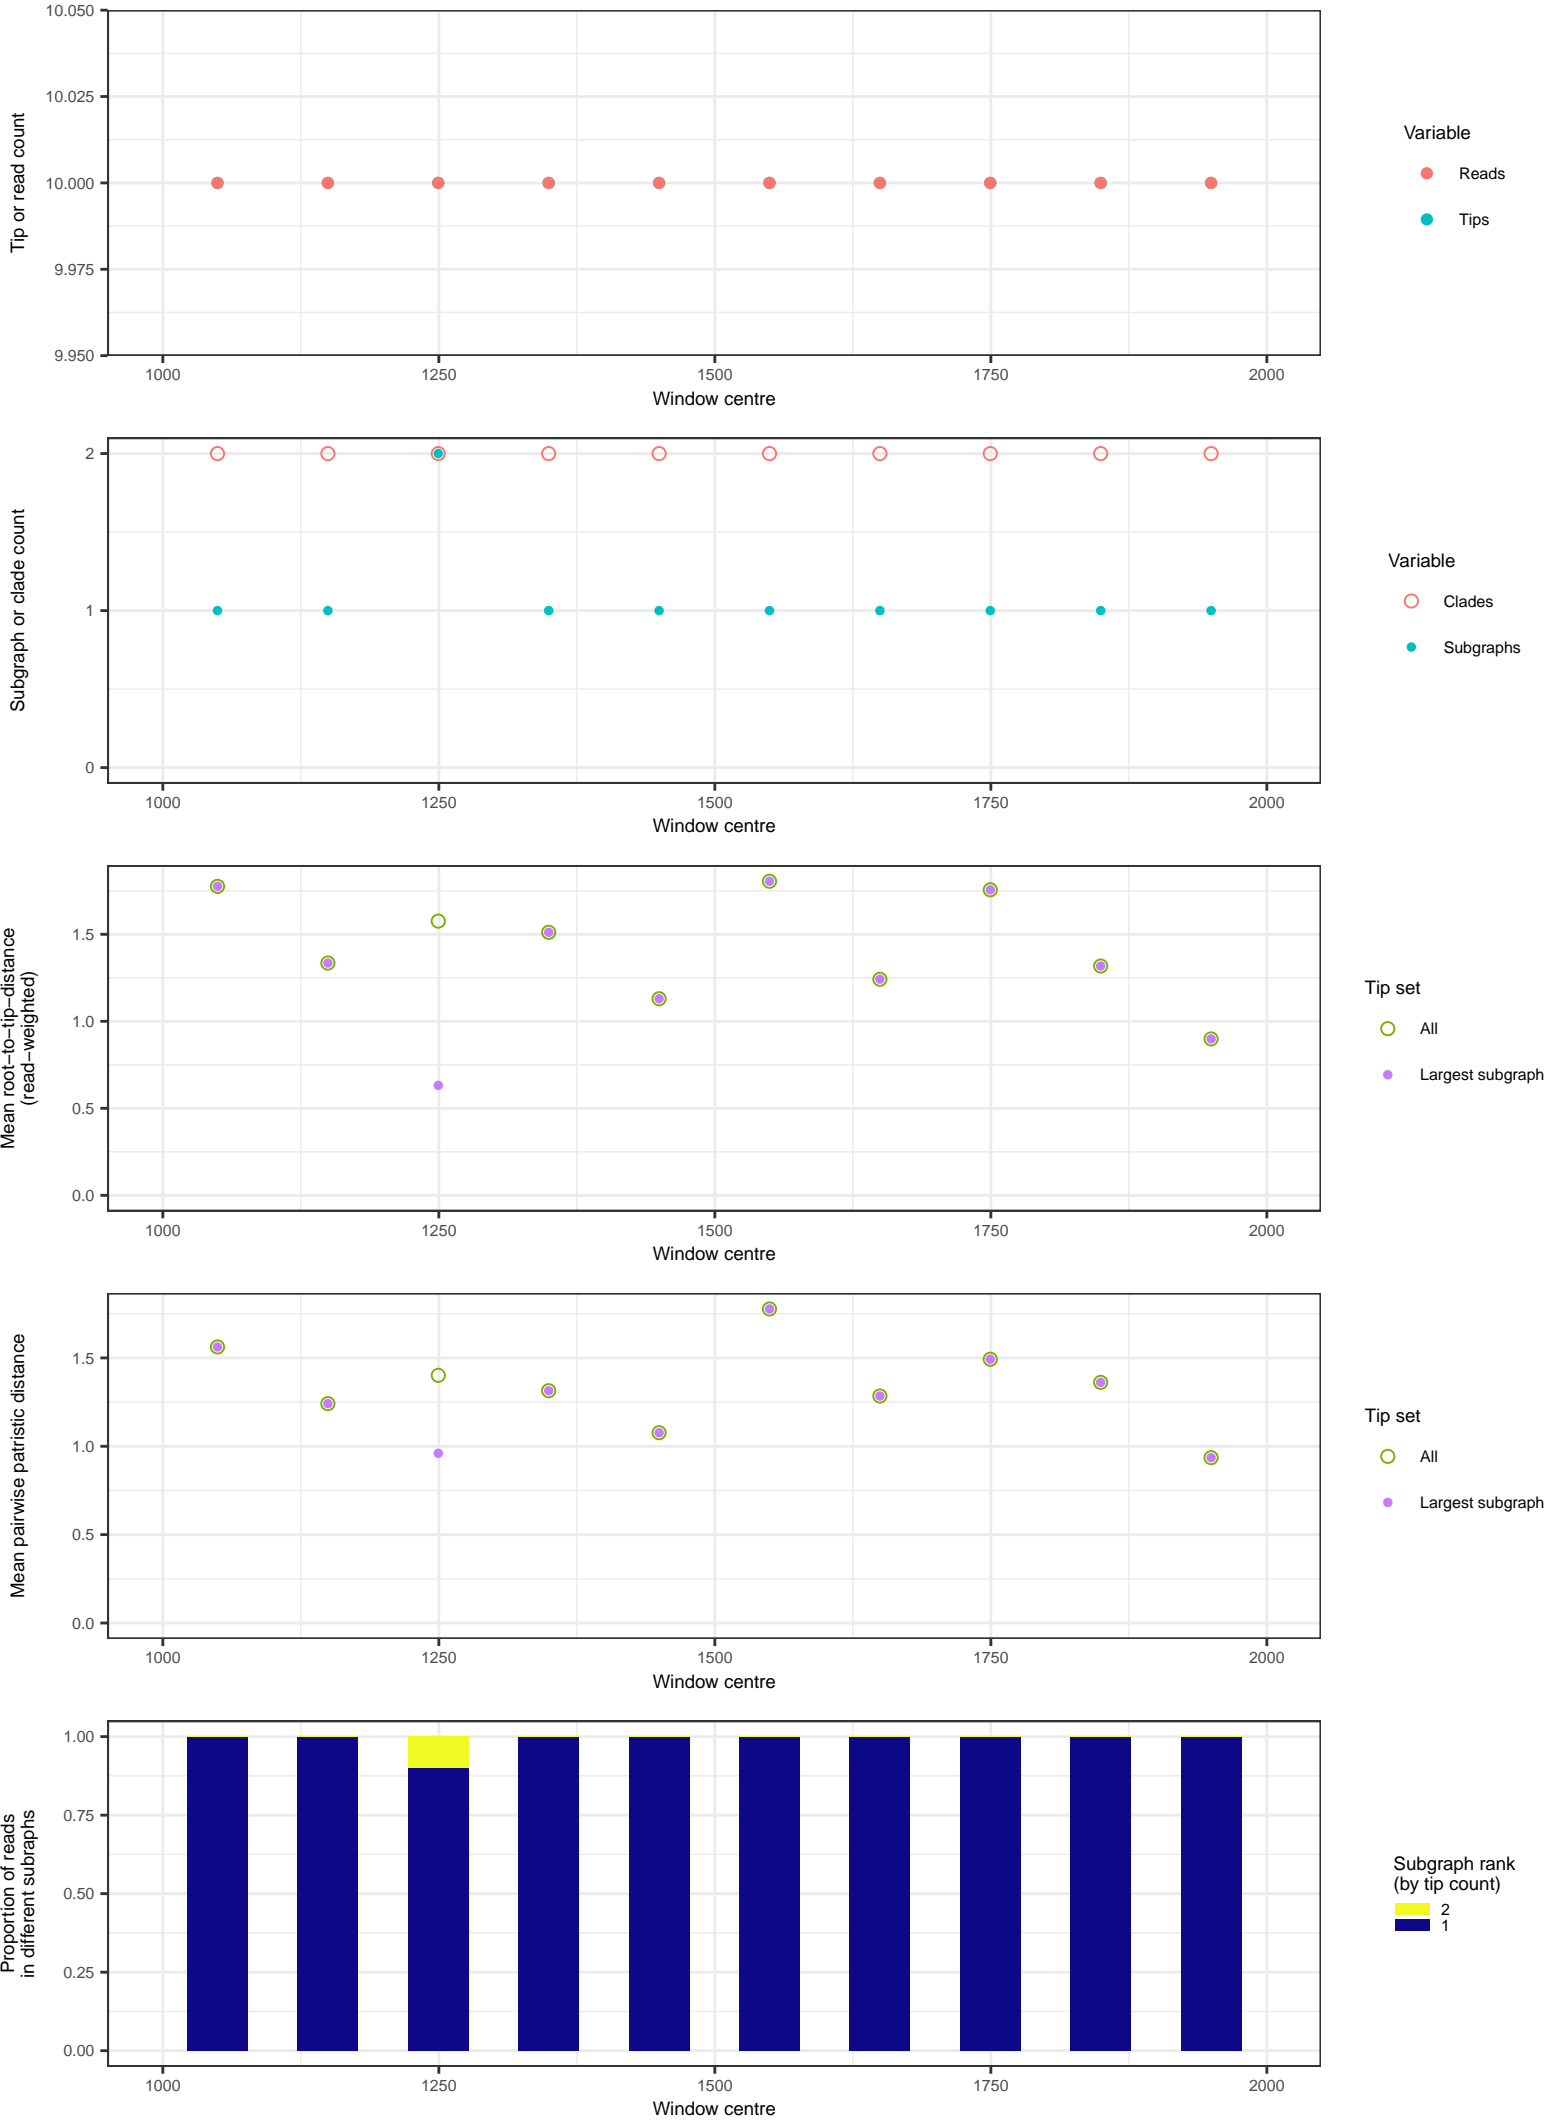 10.050
10.025
10.000
9.975
9.950
Tip or read count
1000 1250 1500 1750 2000
Window centre
Variable
Reads
Tips
2
1
0
Subgraph or clade count
1000 1250 1500 1750 2000
Window centre
Variable
Clades
Subgraphs
1.5
1.0
0.5
0.0
Mean root−to−tip−distance
(read−weighted)
1000 1250 1500 1750 2000
Window centre
Tip set
All
Largest subgraph
1.5
1.0
0.5
0.0
Mean pairwise patristic distance
1000 1250 1500 1750 2000
Window centre
Tip set
All
Largest subgraph
1.00
0.75
0.50
0.25
0.00
Proportion of reads
in different subraphs
1000 1250 1500 1750 2000
Window centre
Subgraph rank
(by tip count)
2
1